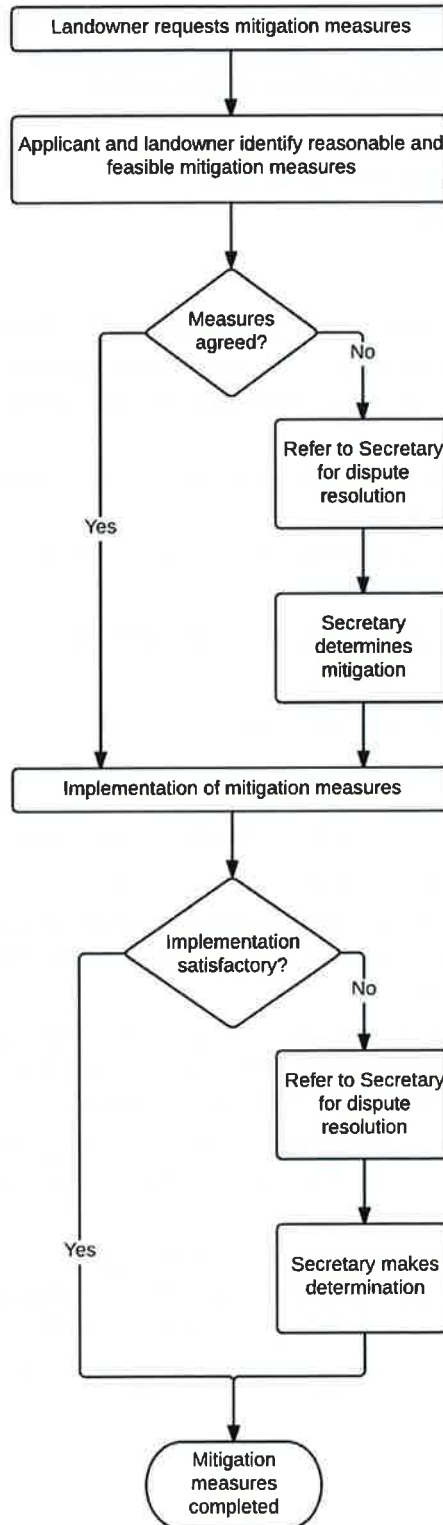 Landowner requests mitigation measures
Applicant and landowner identify reasonable and
feasible mitigation measures
Measures
agreed?
No
Refer to Secretary
for dispute
resolution
Yes
Secretary
determines
mitigation
Implementation of mitigation measures
Implementation
satisfactory?
No
Refer to Secretary
for dispute
resolution
Yes
Secretary makes
determination
Mitigation
measures
completed